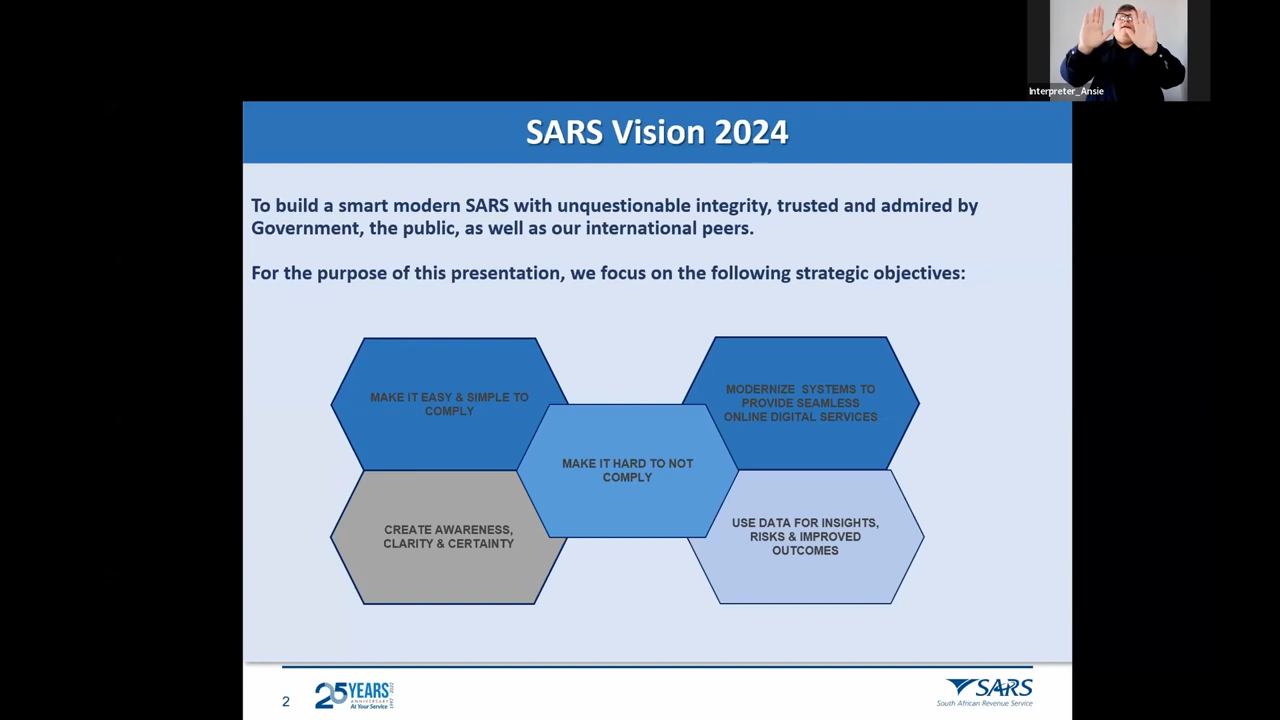 Interpreter_Ansie
SARS Vision 2024
To build a smart modern SARS with unquestionable integrity, trusted and admired by
Government, the public, as well as our international peers.
For the purpose of this presentation, we focus on the following strategic objectives:
MAKE IT EASY & SIMPLE TO
COMPLY
MODERNIZE SYSTEMS TO
PROVIDE SEAMLESS
ONLINE DIGITAL SERVICES
MAKE IT HARD TO NOT
COMPLY
CREATE AWARENESS,
CLARITY & CERTAINTY
USE DATA FOR INSIGHTS,
RISKS & IMPROVED
OUTCOMES
2
25 YEARS
ANNIVERSARY
At Your Service
SARS
South African Revenue Service